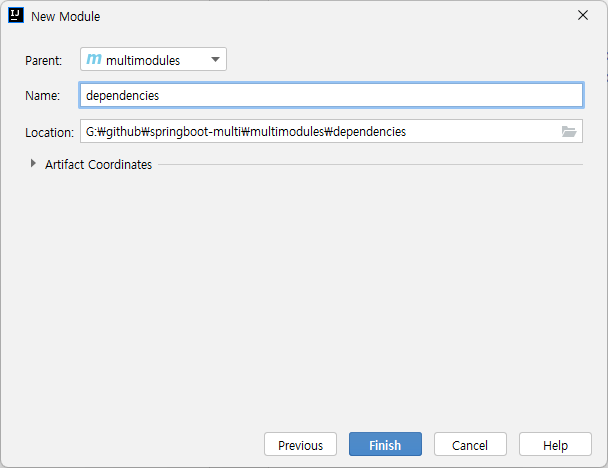 IJ New Module
Parent: m multimodules
Name: dependencies
Location: G:₩github₩springboot-multi₩multimodules₩dependencies
Artifact Coordinates
Previous Finish Cancel Help